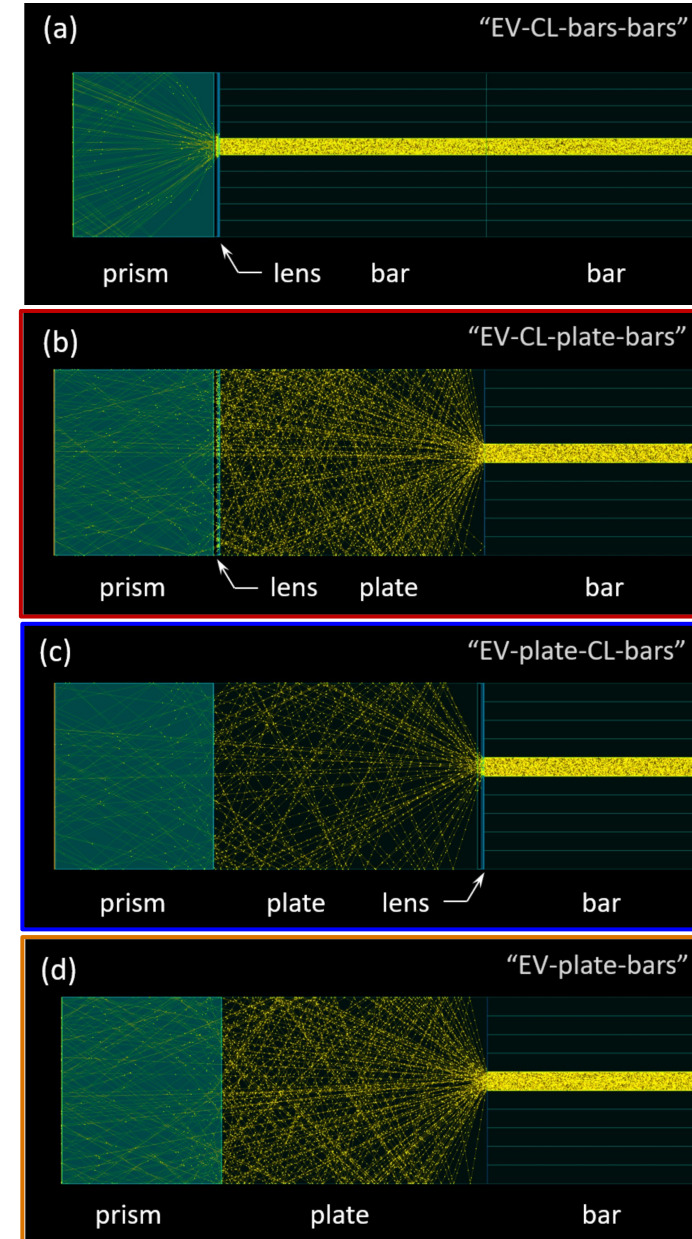 (a) “EV-CL-bars-bars”
prism lens bar bar
(b) “EV-CL-plate-bars”
prism lens plate bar
(c) “EV-plate-CL-bars”
prism plate lens bar
(d) “EV-plate-bars”
prism plate bar